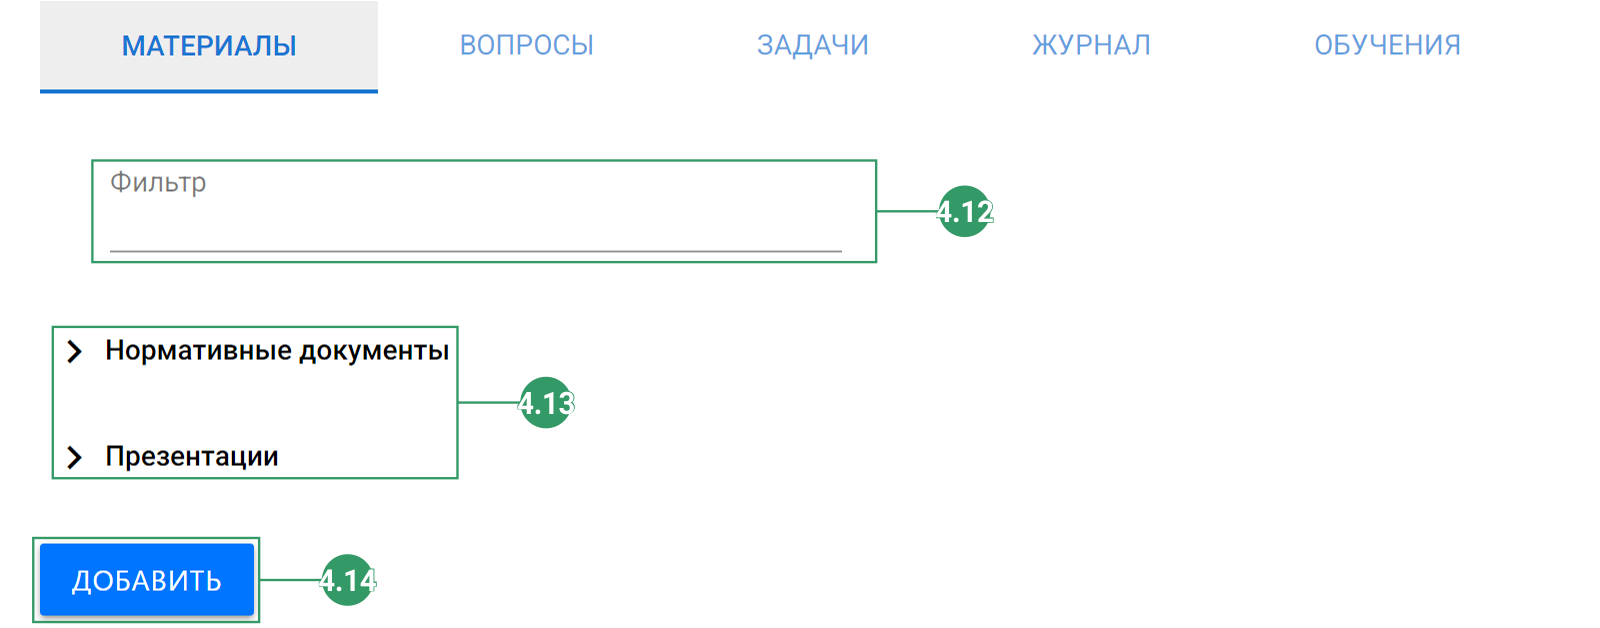 МАТЕРИАЛЫ ВОПРОСЫ ЗАДАЧИ ЖУРНАЛ ОБУЧЕНИЯ
Фильтр
4.12
Нормативные документы
4.13
Презентации
ДОБАВИТЬ
4.14